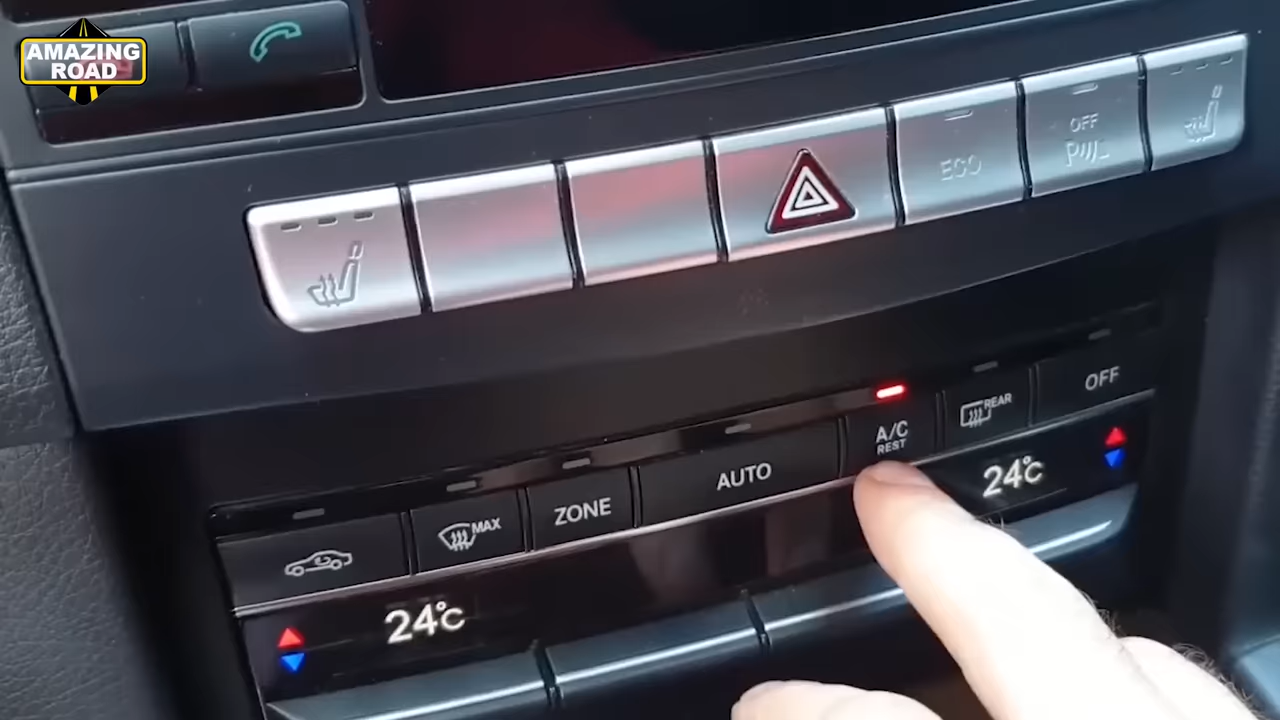 AMAZING
ROAD
ECO
OFF
A/C
REST
REAR
OFF
MAX
ZONE
AUTO
24°C
24°C